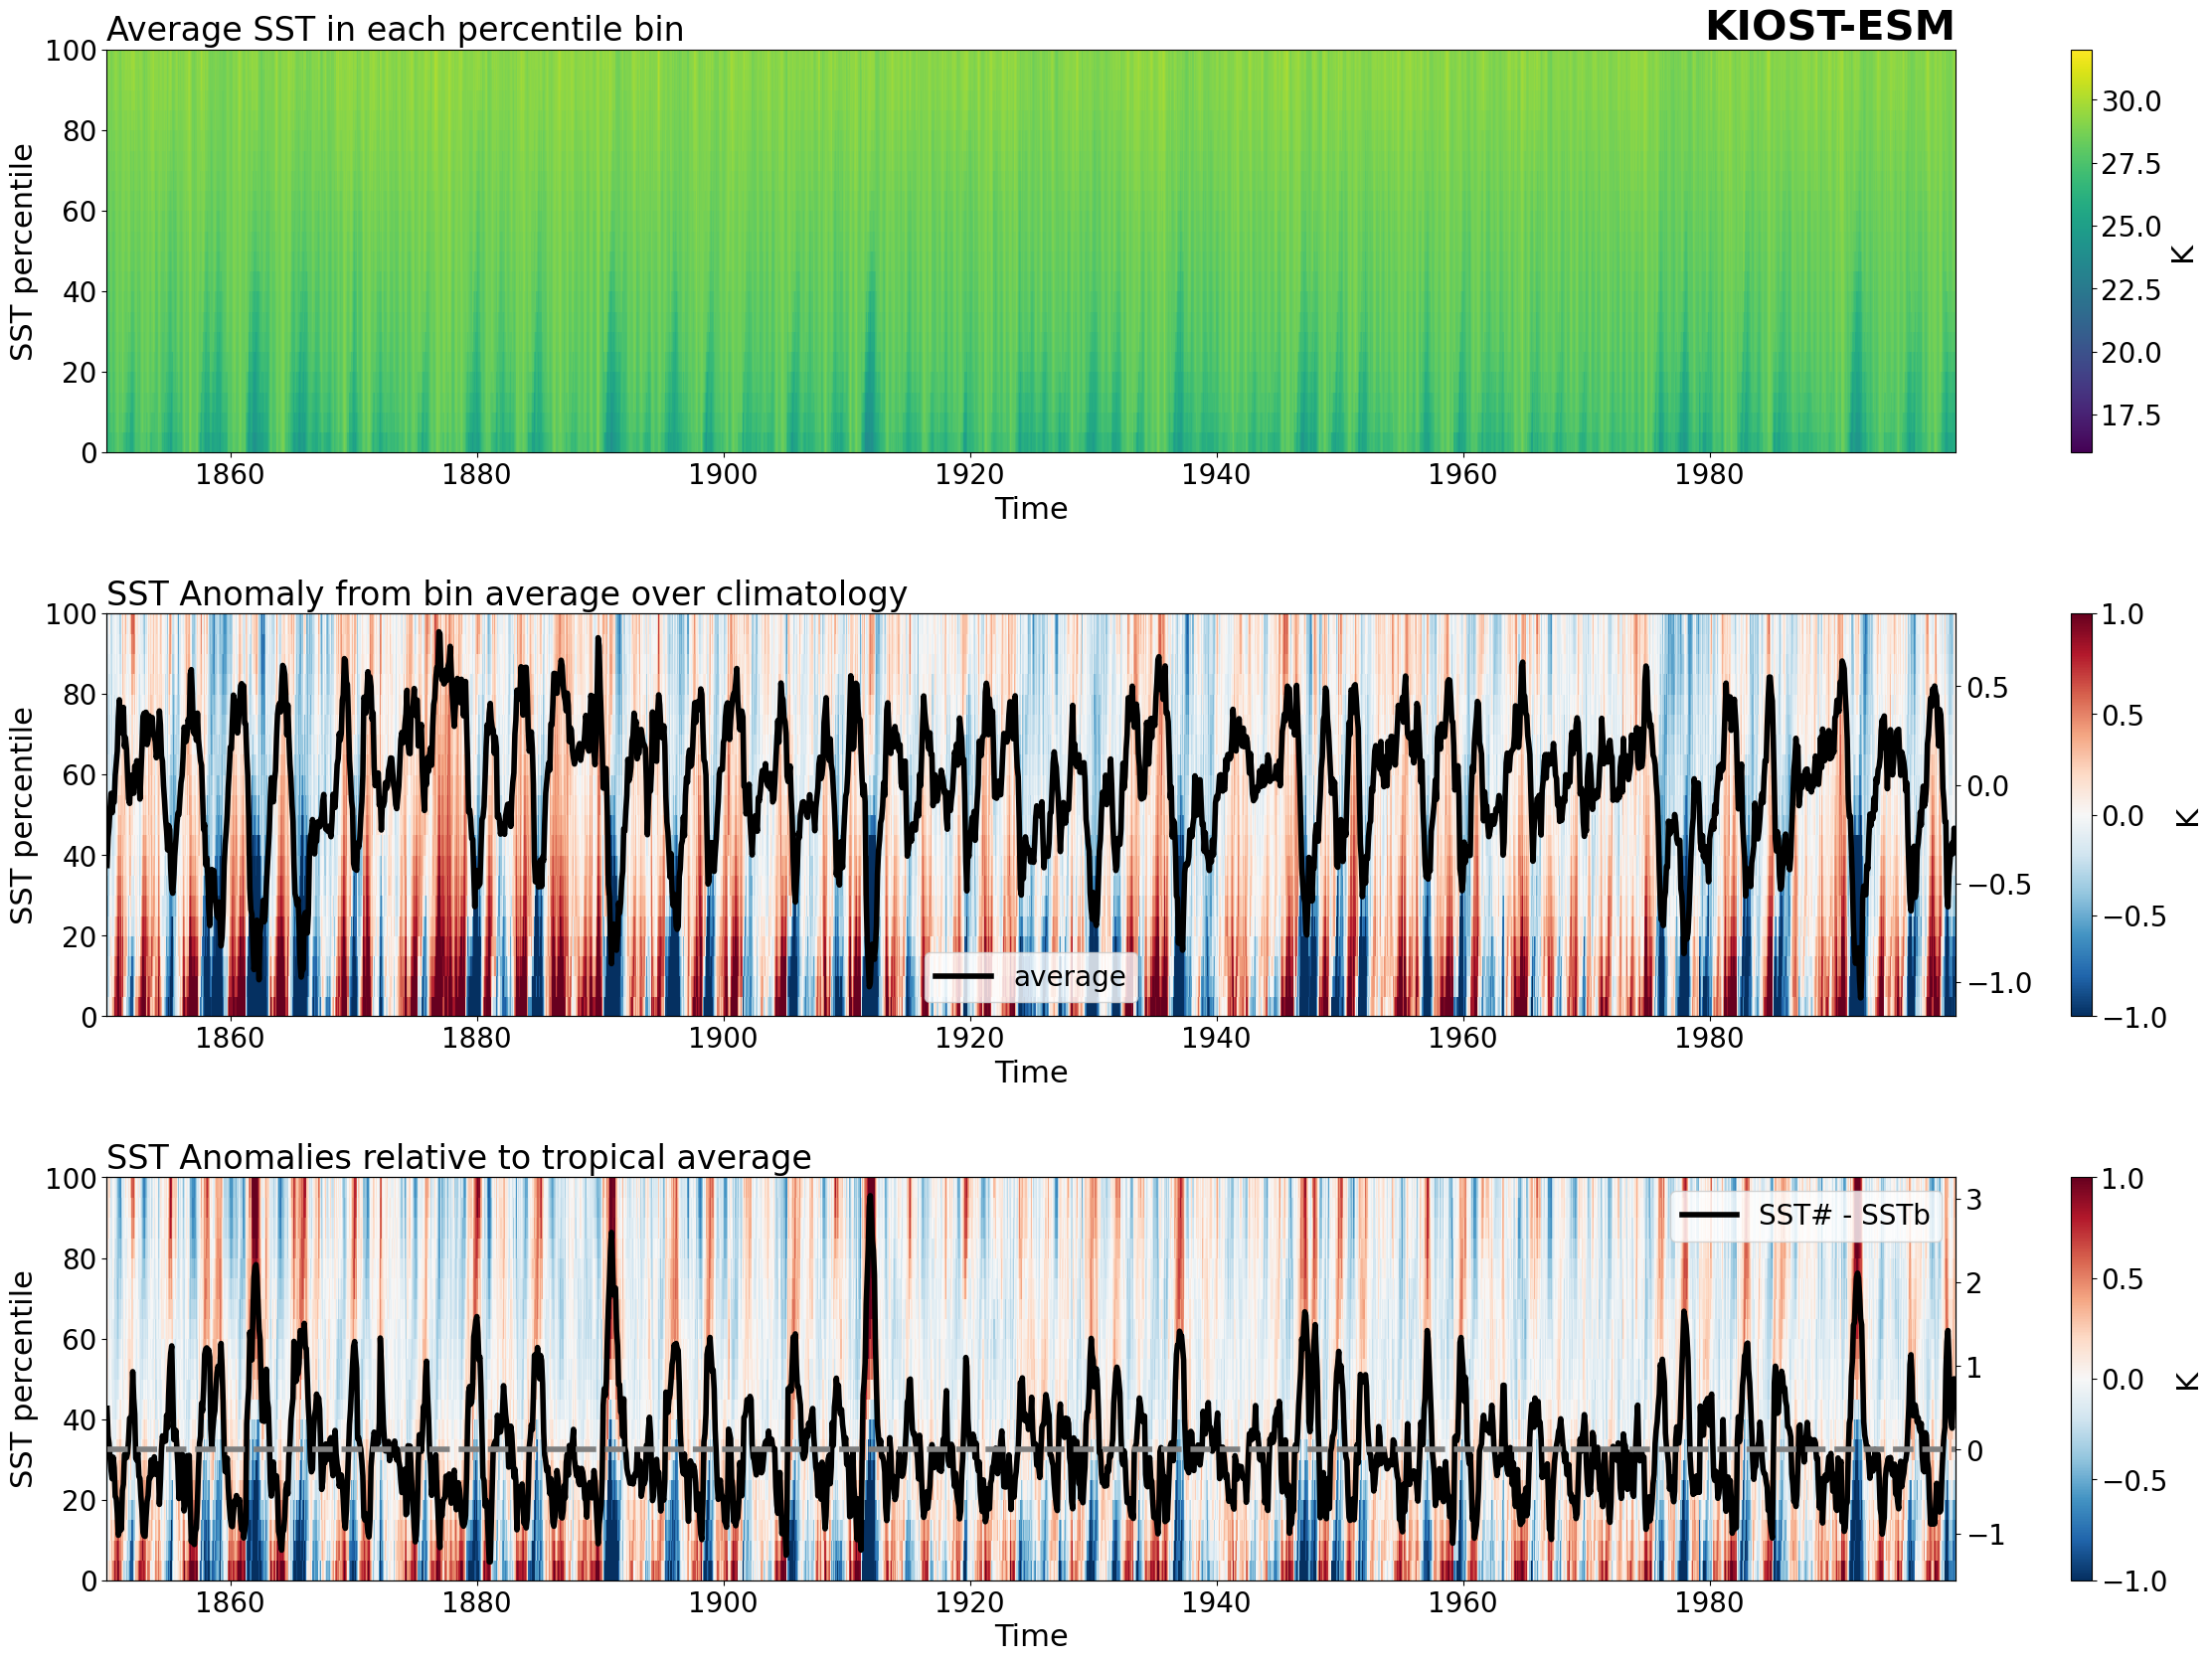 Average SST in each percentile bin
KIOST-ESM
100
80
60
40
20
0
SST percentile
1860 1880 1900 1920 1940 1960 1980
Time
30.0
27.5
25.0
22.5
20.0
17.5
K
SST Anomaly from bin average over climatology
100
80
60
40
20
0
SST percentile
average
0.5
0.0
−0.5
−1.0
1860 1880 1900 1920 1940 1960 1980
Time
1.0
0.5
0.0
−0.5
−1.0
K
SST Anomalies relative to tropical average
100
80
60
40
20
0
SST percentile
SST# - SSTb
3
2
1
0
−1
1860 1880 1900 1920 1940 1960 1980
Time
1.0
0.5
0.0
−0.5
−1.0
K